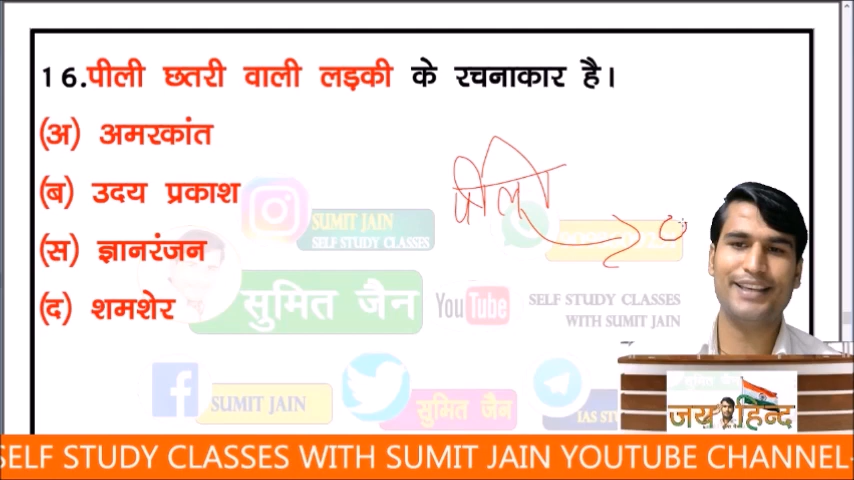 16.पीली छतरी वाली लड़की के रचनाकार है।
(अ) अमरकांत
(ब) उदय प्रकाश
(स) ज्ञानरंजन
(द) शमशेर
पीली
SUMIT JAIN
SELF STUDY CLASSES
सुमित जैन
YouTube
SELF STUDY CLASSES
WITH SUMIT JAIN
SUMIT JAIN
सुमित जैन
IAS
जय हिन्द
SELF STUDY CLASSES WITH SUMIT JAIN YOUTUBE CHANNEL-